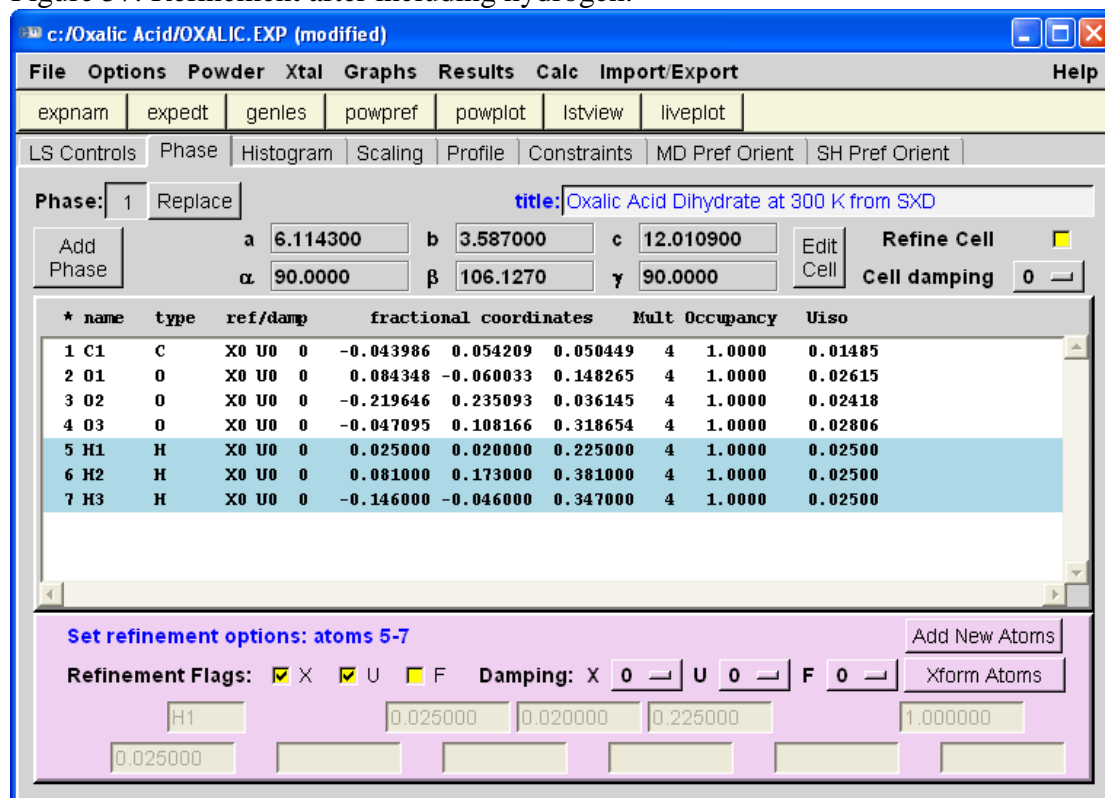 Figure 37: Refinement after including hydrogen.
c:/Oxalic Acid/OXALIC.EXP (modified)
File Options Powder Xtal Graphs Results Calc Import/Export Help
expnam expedt genles powpref powplot lstview liveplot
LS Controls Phase Histogram Scaling Profile Constraints MD Pref Orient SH Pref Orient
Phase: 1 Replace title: Oxalic Acid Dihydrate at 300 K from SXD
Add Phase a 6.114300 b 3.587000 c 12.010900 Edit Cell Refine Cell
α 90.0000 β 106.1270 γ 90.0000 Cell damping 0
* name type ref/damp fractional coordinates Mult Occupancy Uiso
1 C1 C X0 U0 0 -0.043986 0.054209 0.050449 4 1.0000 0.01485
2 O1 O X0 U0 0 0.084348 -0.060033 0.148265 4 1.0000 0.02615
3 O2 O X0 U0 0 -0.219646 0.235093 0.036145 4 1.0000 0.02418
4 O3 O X0 U0 0 -0.047095 0.108166 0.318654 4 1.0000 0.02806
5 H1 H X0 U0 0 0.025000 0.020000 0.225000 4 1.0000 0.02500
6 H2 H X0 U0 0 0.081000 0.173000 0.381000 4 1.0000 0.02500
7 H3 H X0 U0 0 -0.146000 -0.046000 0.347000 4 1.0000 0.02500
Set refinement options: atoms 5-7 Add New Atoms
Refinement Flags: X U F Damping: X 0 U 0 F 0 Xform Atoms
H1 0.025000 0.020000 0.225000 1.000000
0.025000